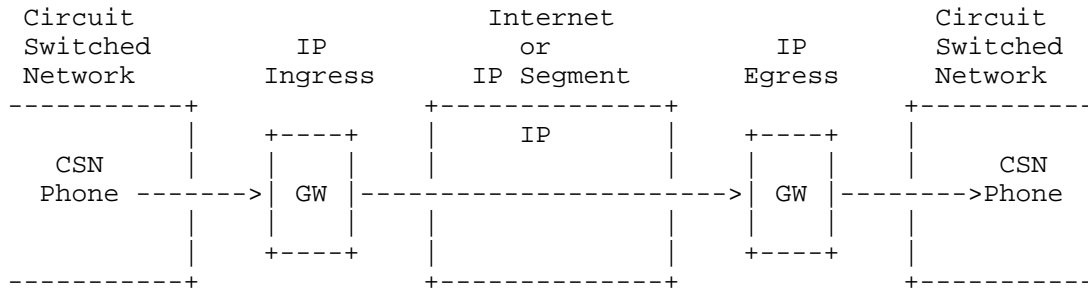 Circuit Internet Circuit
Switched IP or IP Switched
Network Ingress IP Segment Egress Network
IP
CSN CSN
Phone GW GW Phone